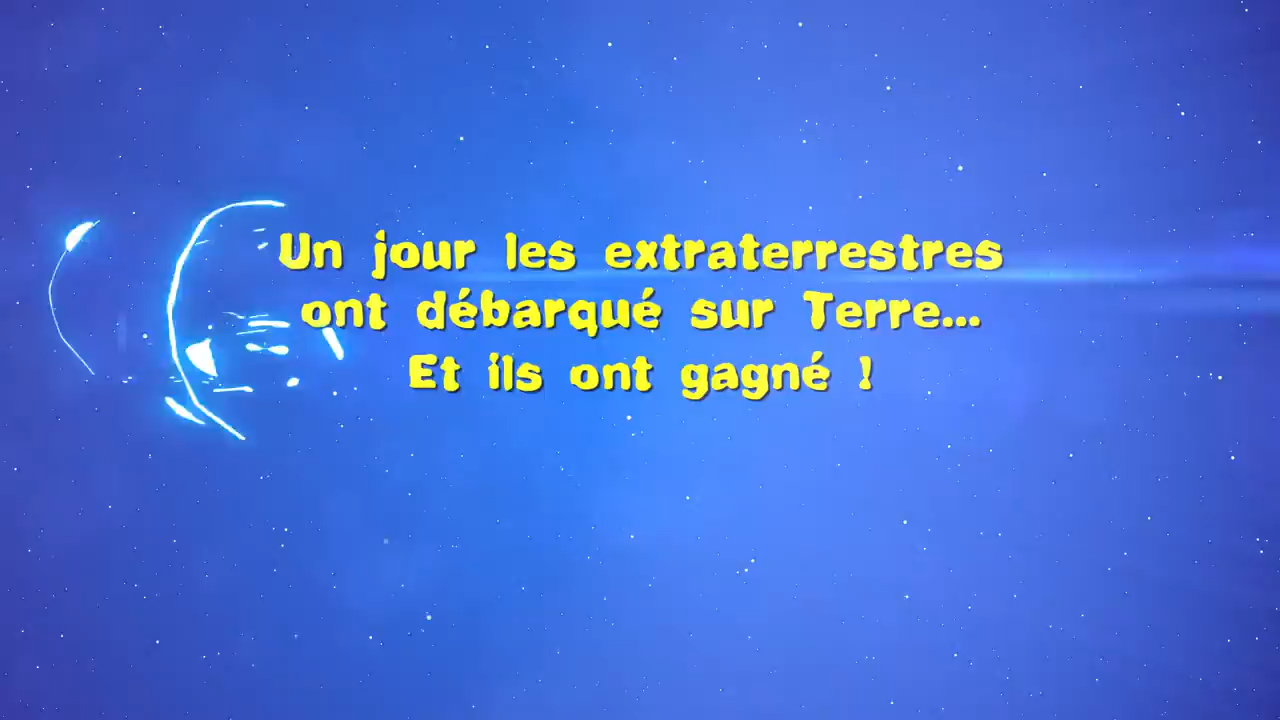 Un jour les extraterrestres
ont débarqué sur Terre...
Et ils ont gagné !